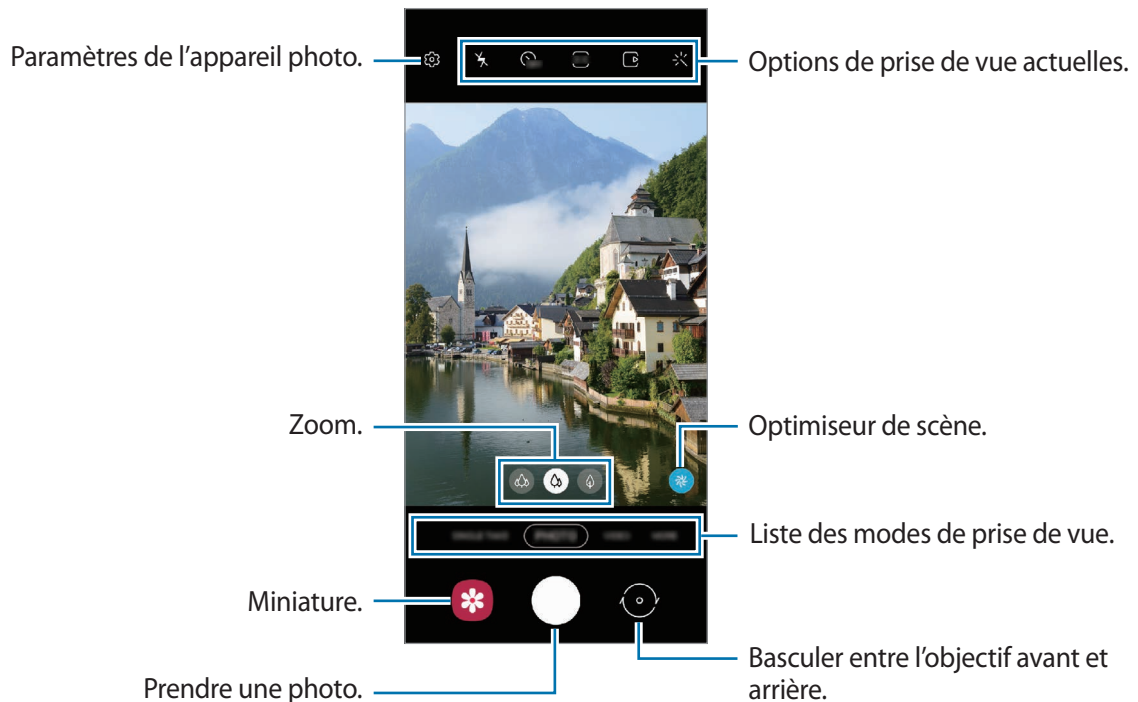 Paramètres de l’appareil photo.
Options de prise de vue actuelles.
Zoom.
Optimiseur de scène.
PHOTO
Liste des modes de prise de vue.
Miniature.
Basculer entre l’objectif avant et
arrière.
Prendre une photo.